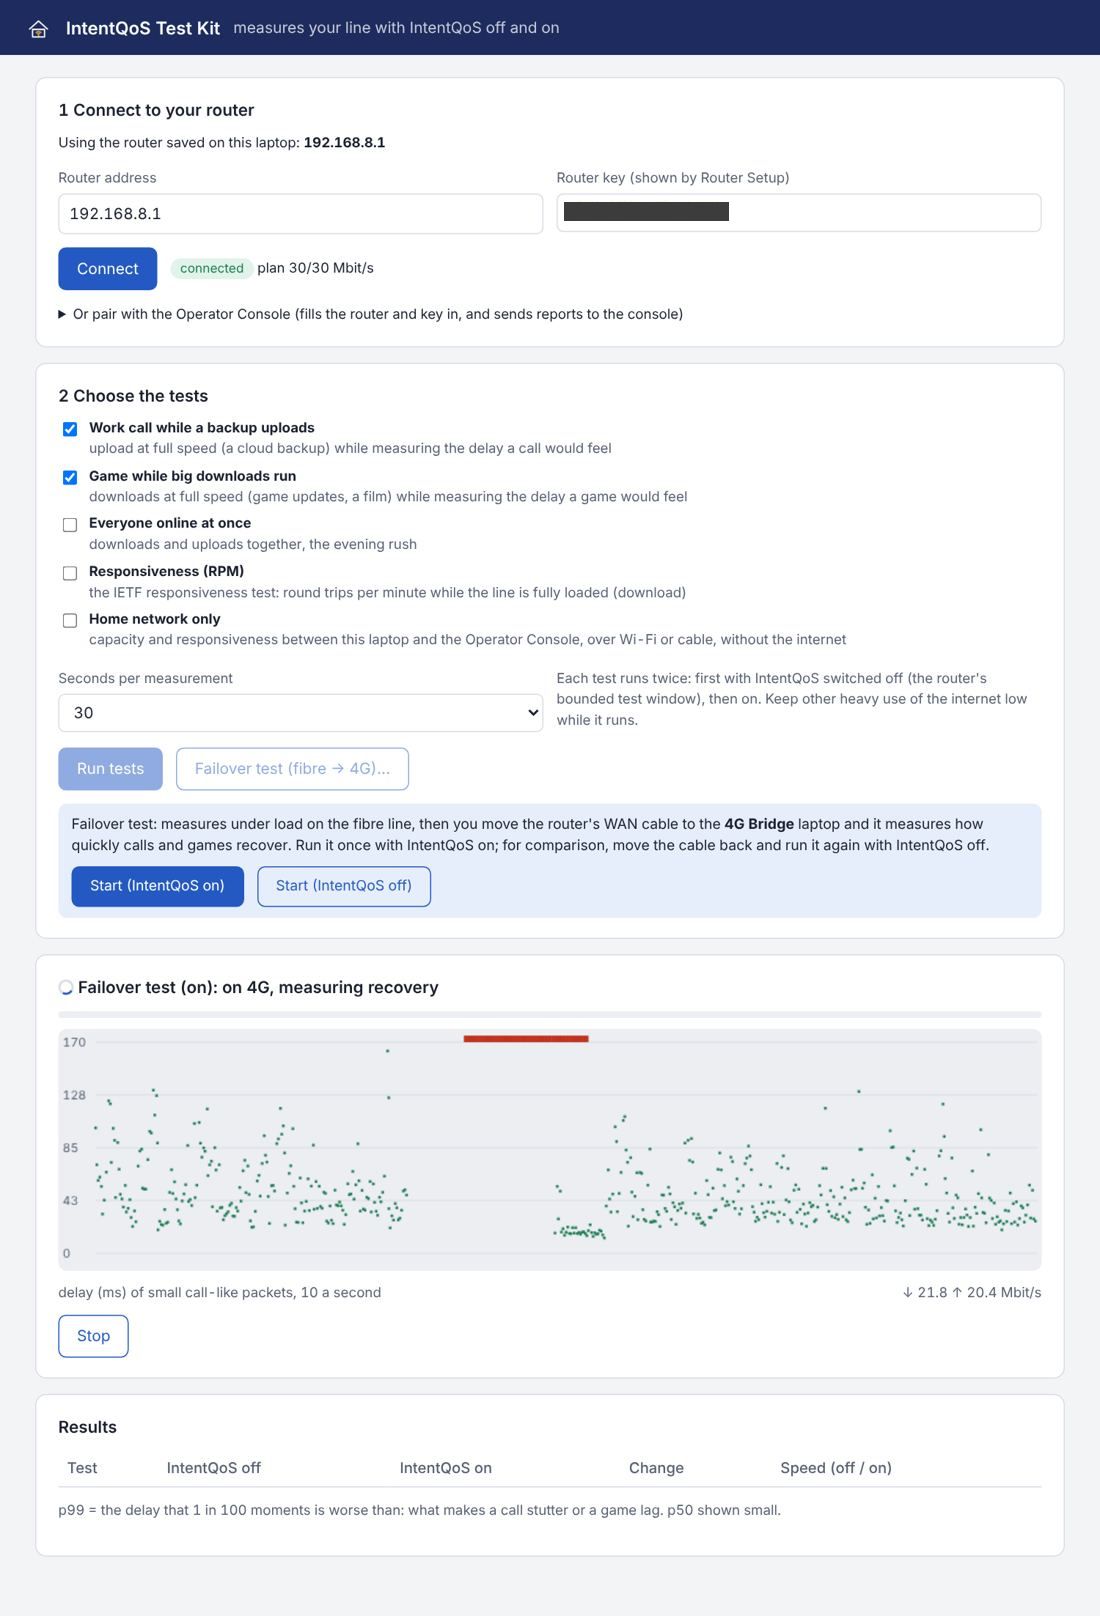 IntentQoS Test Kit measures your line with IntentQoS off and on
1 Connect to your router
Using the router saved on this laptop: 192.168.8.1
Router address
Router key (shown by Router Setup)
192.168.8.1
Connect
connected plan 30/30 Mbit/s
▶ Or pair with the Operator Console (fills the router and key in, and sends reports to the console)
2 Choose the tests
Work call while a backup uploads
upload at full speed (a cloud backup) while measuring the delay a call would feel
Game while big downloads run
downloads at full speed (game updates, a film) while measuring the delay a game would feel
Everyone online at once
downloads and uploads together, the evening rush
Responsiveness (RPM)
the IETF responsiveness test: round trips per minute while the line is fully loaded (download)
Home network only
capacity and responsiveness between this laptop and the Operator Console, over Wi-Fi or cable, without the internet
Seconds per measurement
30
Each test runs twice: first with IntentQoS switched off (the router's
bounded test window), then on. Keep other heavy use of the internet low
while it runs.
Run tests
Failover test (fibre → 4G)...
Failover test: measures under load on the fibre line, then you move the router's WAN cable to the 4G Bridge laptop and it measures how
quickly calls and games recover. Run it once with IntentQoS on; for comparison, move the cable back and run it again with IntentQoS off.
Start (IntentQoS on)
Start (IntentQoS off)
Failover test (on): on 4G, measuring recovery
170
128
85
43
0
delay (ms) of small call-like packets, 10 a second
↓ 21.8 ↑ 20.4 Mbit/s
Stop
Results
Test IntentQoS off IntentQoS on Change Speed (off / on)
p99 = the delay that 1 in 100 moments is worse than: what makes a call stutter or a game lag. p50 shown small.